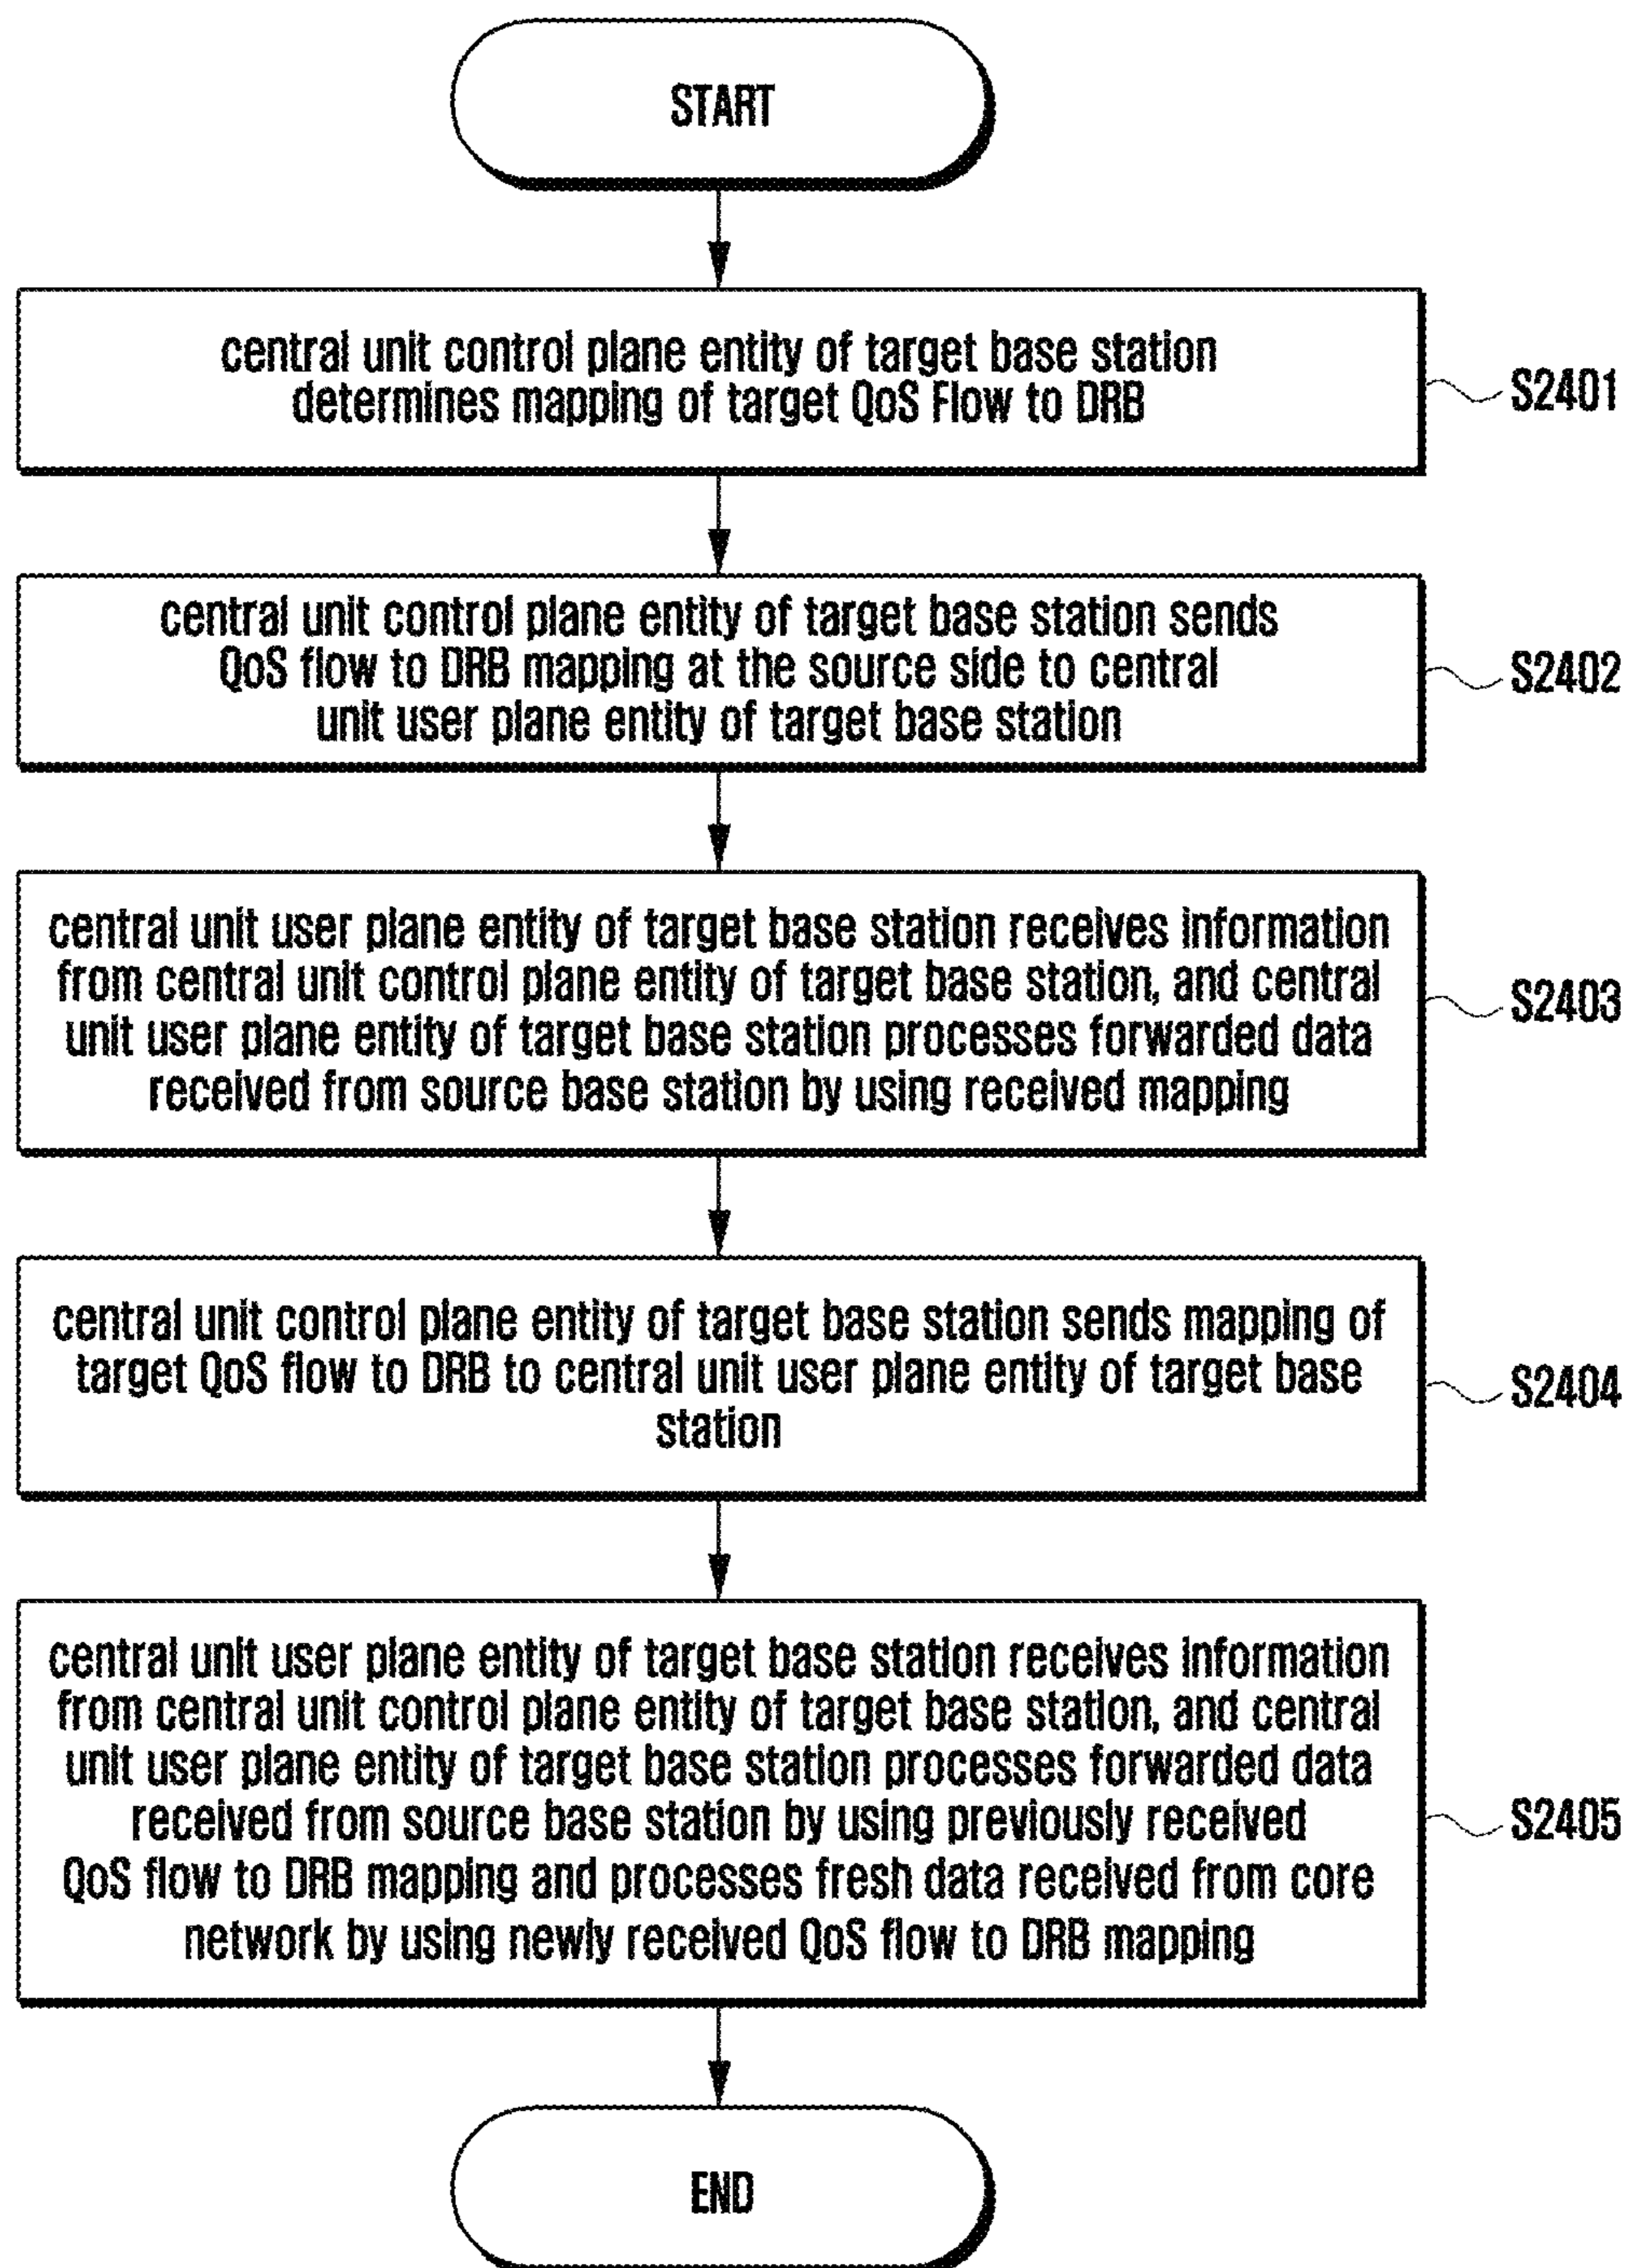 START
central unit control plane entity of target base station
determines mapping of target QoS Flow to DRB
S2401
central unit control plane entity of target base station sends
QoS flow to DRB mapping at the source side to central
unit user plane entity of target base station
S2402
central unit user plane entity of target base station receives information
from central unit control plane entity of target base station, and central
unit user plane entity of target base station processes forwarded data
received from source base station by using received mapping
S2403
central unit control plane entity of target base station sends mapping of
target QoS flow to DRB to central unit user plane entity of target base
station
S2404
central unit user plane entity of target base station receives information
from central unit control plane entity of target base station, and central
unit user plane entity of target base station processes forwarded data
received from source base station by using previously received
QoS flow to DRB mapping and processes fresh data received from core
network by using newly received QoS flow to DRB mapping
S2405
END